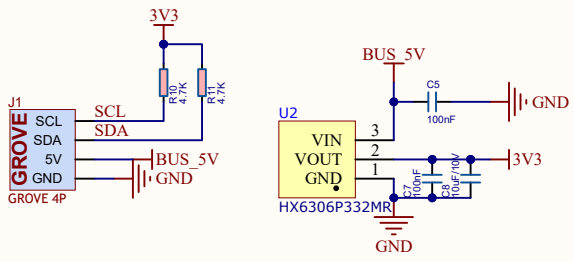 3V3
R10
4.7K
R11
4.7K
J1
GROVE
SCL
SDA
5V
GND
SCL
SDA
BUS_5V
GND
GROVE 4P
BUS_5V
C5
100nF
GND
U2
VIN
VOUT
GND
3
2
1
3V3
C7
100nF
C8
10uF/10V
HX6306P332MR
GND